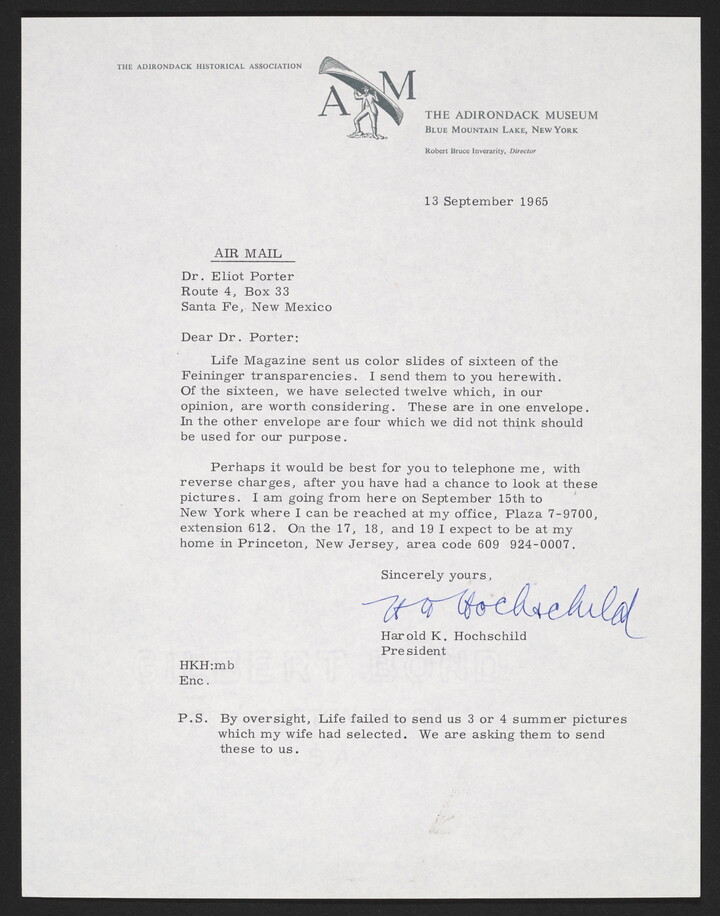 THE ADIRONDACK HISTORICAL ASSOCIATION
A M
THE ADIRONDACK MUSEUM
BLUE MOUNTAIN LAKE, NEW YORK
Robert Bruce Inverarity, Director
13 September 1965
AIR MAIL
Dr. Eliot Porter
Route 4, Box 33
Santa Fe, New Mexico
Dear Dr. Porter:
Life Magazine sent us color slides of sixteen of the
Feininger transparencies. I send them to you herewith.
Of the sixteen, we have selected twelve which, in our
opinion, are worth considering. These are in one envelope.
In the other envelope are four which we did not think should
be used for our purpose.
Perhaps it would be best for you to telephone me, with
reverse charges, after you have had a chance to look at these
pictures. I am going from here on September 15th to
New York where I can be reached at my office, Plaza 7-9700,
extension 612. On the 17, 18, and 19 I expect to be at my
home in Princeton, New Jersey, area code 609 924-0007.
Sincerely yours,
H K Hochschild
Harold K. Hochschild
President
HKH:mb
Enc.
P.S. By oversight, Life failed to send us 3 or 4 summer pictures
which my wife had selected. We are asking them to send
these to us.